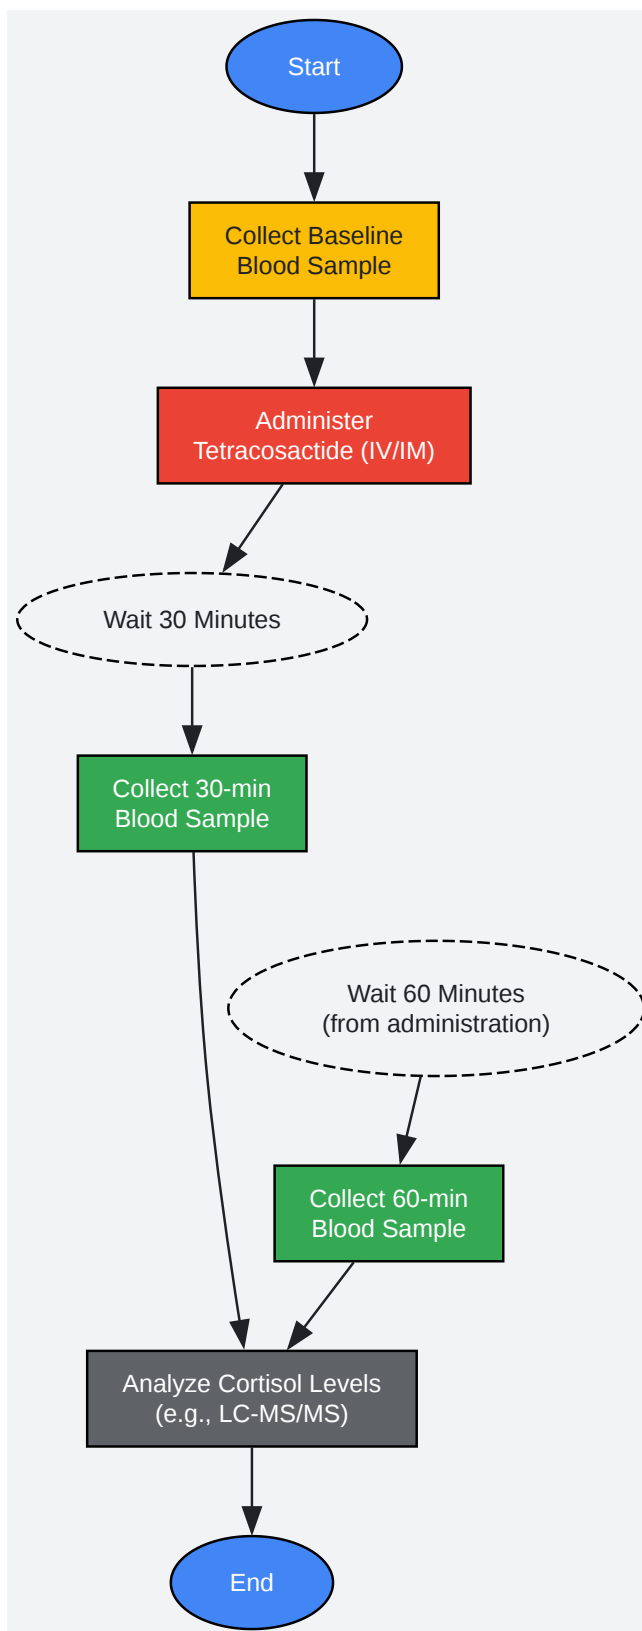 Start
Collect Baseline
Blood Sample
Administer
Tetracosactide (IV/IM)
Wait 30 Minutes
Collect 30-min
Blood Sample
Wait 60 Minutes
(from administration)
Collect 60-min
Blood Sample
Analyze Cortisol Levels
(e.g., LC-MS/MS)
End